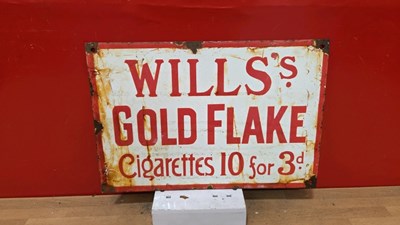 WILLS'S
GOLD FLAKE
Cigarettes 10 for 3d.